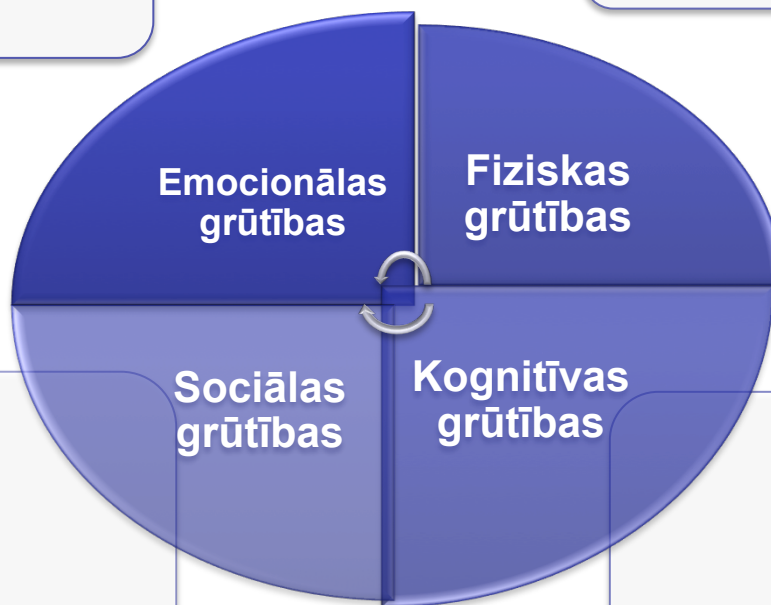 Emocionālas
grūtības
Fiziskas
grūtības
Sociālas
grūtības
Kognitīvas
grūtības